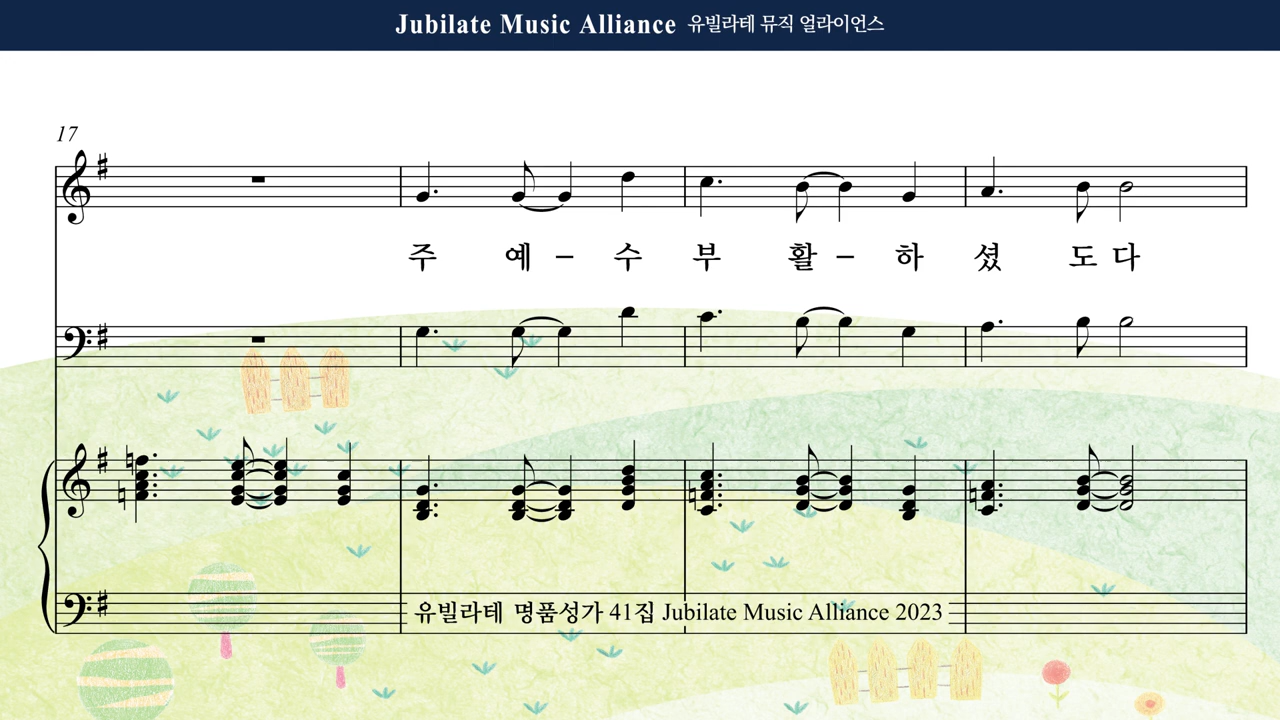 Jubilate Music Alliance 유빌라테 뮤직 얼라이언스
17
주 예 – 수 부 활 – 하 셨 도 다
유빌라테 명품성가 41집 Jubilate Music Alliance 2023